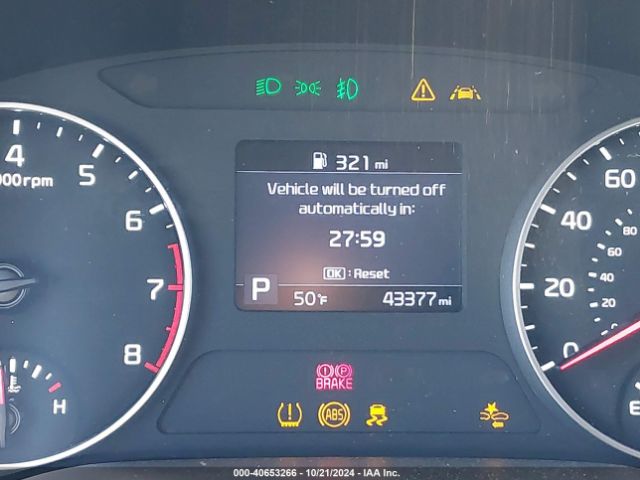 321 mi
Vehicle will be turned off
automatically in:
27:59
OK : Reset
P 50°F 43377 mi
4
000rpm
5
6
7
8
H
60
40
20
0
80
60
40
20
0
E
BRAKE
ABS
000-40653266 - 10/21/2024 - IAA Inc.